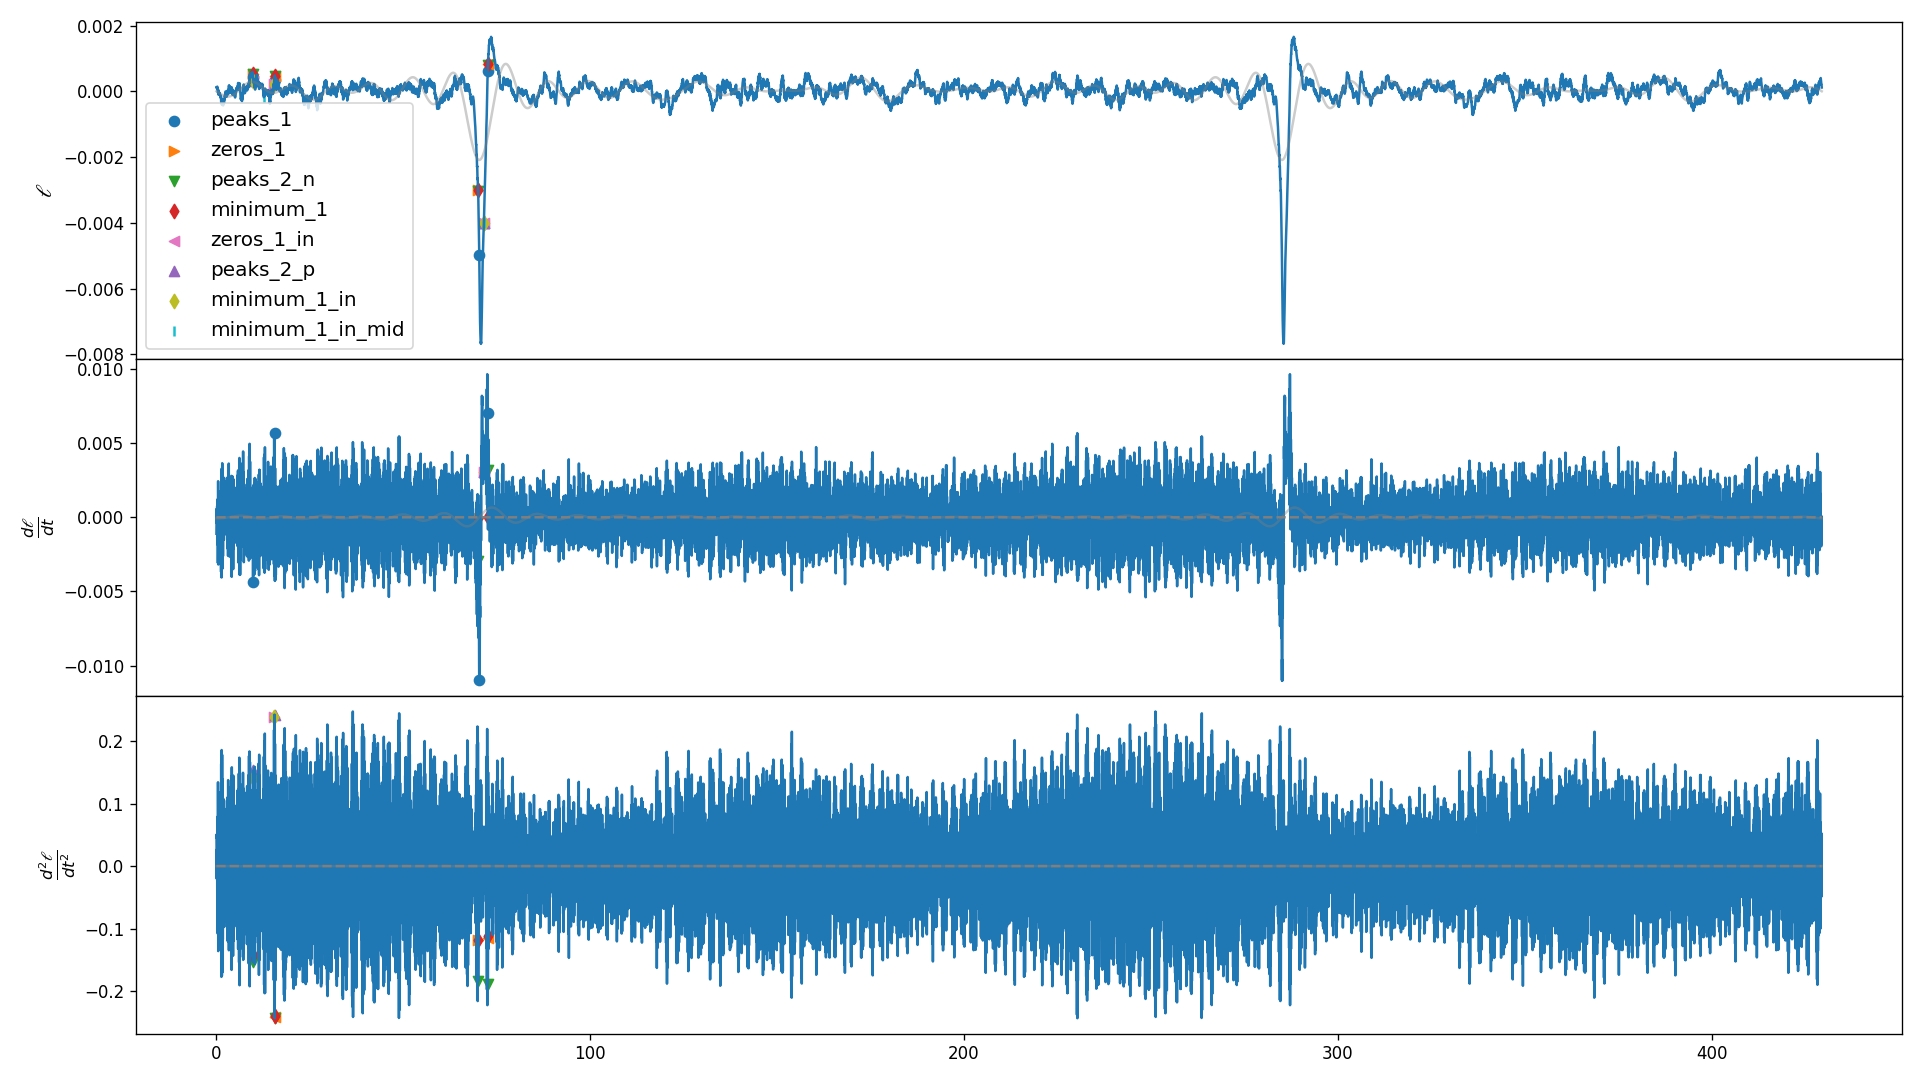 0.002
0.000
−0.002
−0.004
−0.006
−0.008
ℓ
peaks_1
zeros_1
peaks_2_n
minimum_1
zeros_1_in
peaks_2_p
minimum_1_in
minimum_1_in_mid
0.010
0.005
0.000
−0.005
−0.010
dℓ/dt
0.2
0.1
0.0
−0.1
−0.2
d²ℓ/dt²
0 100 200 300 400